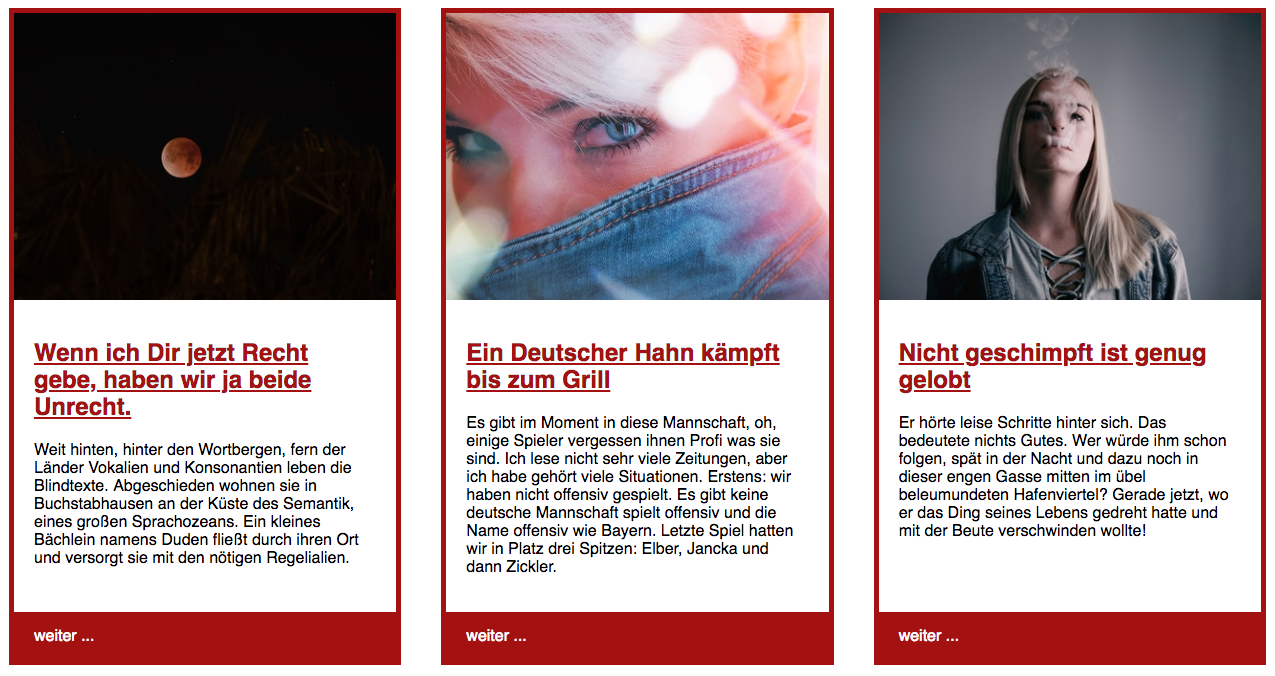 Wenn ich Dir jetzt Recht
gebe, haben wir ja beide
Unrecht.
Weit hinten, hinter den Wortbergen, fern der
Länder Vokalien und Konsonantien leben die
Blindtexte. Abgeschieden wohnen sie in
Buchstabhausen an der Küste des Semantik,
eines großen Sprachozeans. Ein kleines
Bächlein namens Duden fließt durch ihren Ort
und versorgt sie mit den nötigen Regelialien.
weiter ...
Ein Deutscher Hahn kämpft
bis zum Grill
Es gibt im Moment in diese Mannschaft, oh,
einige Spieler vergessen ihnen Profi was sie
sind. Ich lese nicht sehr viele Zeitungen, aber
ich habe gehört viele Situationen. Erstens: wir
haben nicht offensiv gespielt. Es gibt keine
deutsche Mannschaft spielt offensiv und die
Name offensiv wie Bayern. Letzte Spiel hatten
wir in Platz drei Spitzen: Elber, Jancka und
dann Zickler.
weiter ...
Nicht geschimpft ist genug
gelobt
Er hörte leise Schritte hinter sich. Das
bedeutete nichts Gutes. Wer würde ihm schon
folgen, spät in der Nacht und dazu noch in
dieser engen Gasse mitten im übel
beleumundeten Hafenviertel? Gerade jetzt, wo
er das Ding seines Lebens gedreht hatte und
mit der Beute verschwinden wollte!
weiter ...